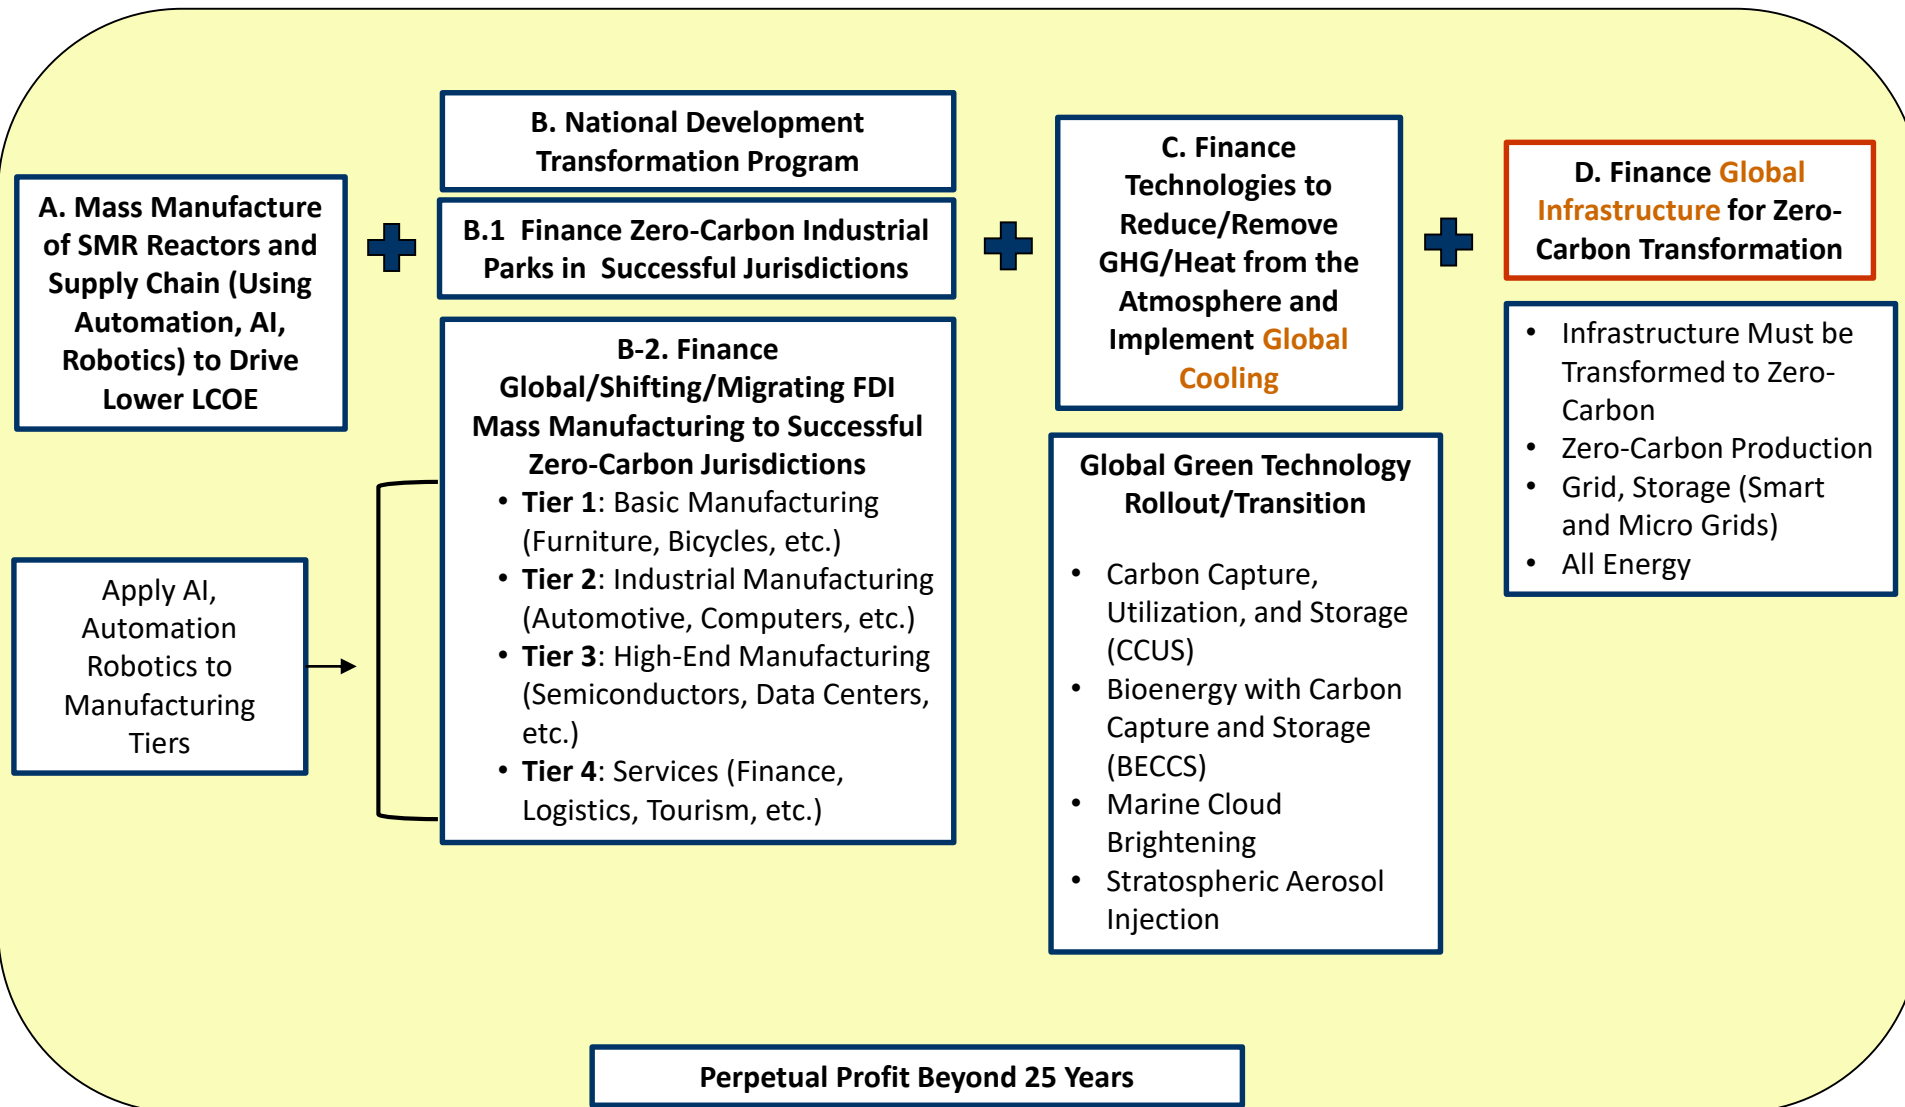 A. Mass Manufacture
of SMR Reactors and
Supply Chain (Using
Automation, AI,
Robotics) to Drive
Lower LCOE
Apply AI,
Automation
Robotics to
Manufacturing
Tiers
B. National Development
Transformation Program
B.1 Finance Zero-Carbon Industrial
Parks in Successful Jurisdictions
B-2. Finance
Global/Shifting/Migrating FDI
Mass Manufacturing to Successful
Zero-Carbon Jurisdictions
• Tier 1: Basic Manufacturing
(Furniture, Bicycles, etc.)
• Tier 2: Industrial Manufacturing
(Automotive, Computers, etc.)
• Tier 3: High-End Manufacturing
(Semiconductors, Data Centers,
etc.)
• Tier 4: Services (Finance,
Logistics, Tourism, etc.)
C. Finance
Technologies to
Reduce/Remove
GHG/Heat from the
Atmosphere and
Implement Global
Cooling
Global Green Technology
Rollout/Transition
• Carbon Capture,
Utilization, and Storage
(CCUS)
• Bioenergy with Carbon
Capture and Storage
(BECCS)
• Marine Cloud
Brightening
• Stratospheric Aerosol
Injection
D. Finance Global
Infrastructure for Zero-
Carbon Transformation
• Infrastructure Must be
Transformed to Zero-
Carbon
• Zero-Carbon Production
• Grid, Storage (Smart
and Micro Grids)
• All Energy
Perpetual Profit Beyond 25 Years